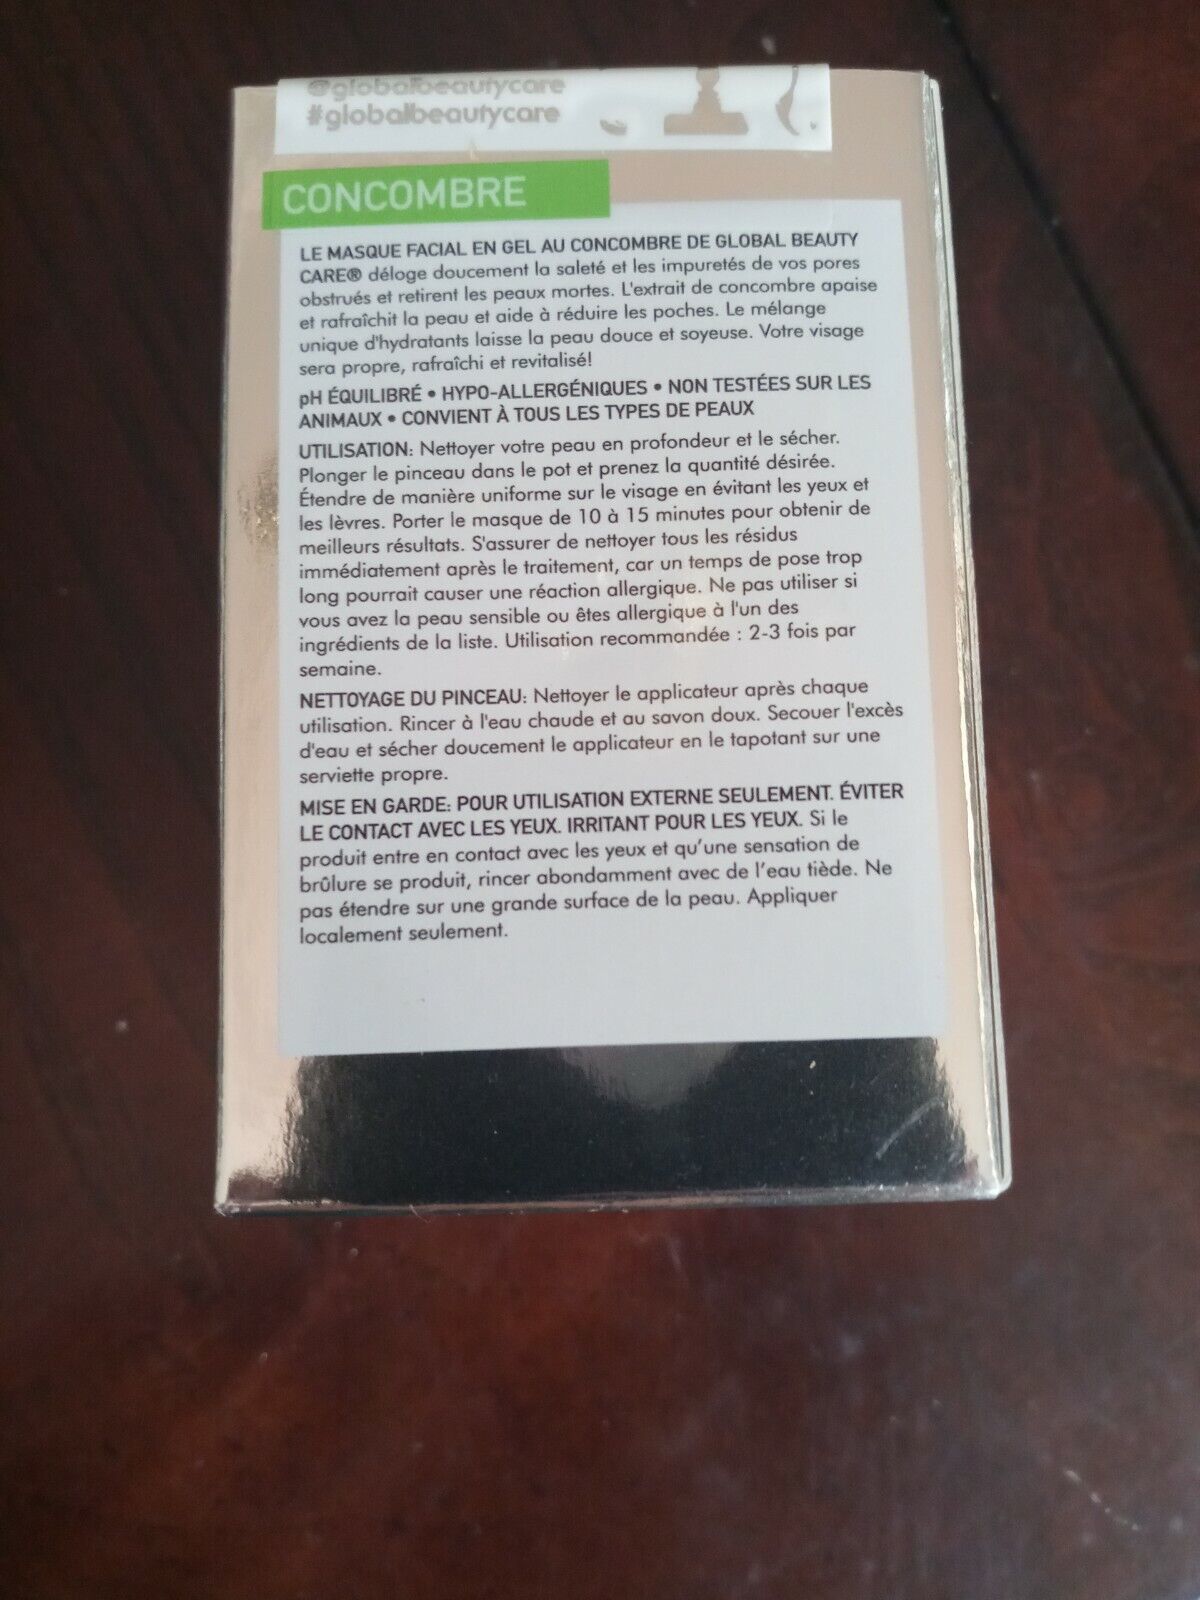 @globalbeautycare
#globalbeautycare
CONCOMBRE
LE MASQUE FACIAL EN GEL AU CONCOMBRE DE GLOBAL BEAUTY
CARE® déloge doucement la saleté et les impuretés de vos pores
obstrués et retirent les peaux mortes. L'extrait de concombre apaise
et rafraîchit la peau et aide à réduire les poches. Le mélange
unique d'hydratants laisse la peau douce et soyeuse. Votre visage
sera propre, rafraîchi et revitalisé!
pH ÉQUILIBRÉ • HYPO-ALLERGÉNIQUES • NON TESTÉES SUR LES
ANIMAUX • CONVIENT À TOUS LES TYPES DE PEAUX
UTILISATION: Nettoyer votre peau en profondeur et le sécher.
Plonger le pinceau dans le pot et prenez la quantité désirée.
Étendre de manière uniforme sur le visage en évitant les yeux et
les lèvres. Porter le masque de 10 à 15 minutes pour obtenir de
meilleurs résultats. S'assurer de nettoyer tous les résidus
immédiatement après le traitement, car un temps de pose trop
long pourrait causer une réaction allergique. Ne pas utiliser si
vous avez la peau sensible ou êtes allergique à l'un des
ingrédients de la liste. Utilisation recommandée : 2-3 fois par
semaine.
NETTOYAGE DU PINCEAU: Nettoyer le applicateur après chaque
utilisation. Rincer à l'eau chaude et au savon doux. Secouer l'excès
d'eau et sécher doucement le applicateur en le tapotant sur une
serviette propre.
MISE EN GARDE: POUR UTILISATION EXTERNE SEULEMENT. ÉVITER
LE CONTACT AVEC LES YEUX. IRRITANT POUR LES YEUX. Si le
produit entre en contact avec les yeux et qu’une sensation de
brûlure se produit, rincer abondamment avec de l’eau tiède. Ne
pas étendre sur une grande surface de la peau. Appliquer
localement seulement.